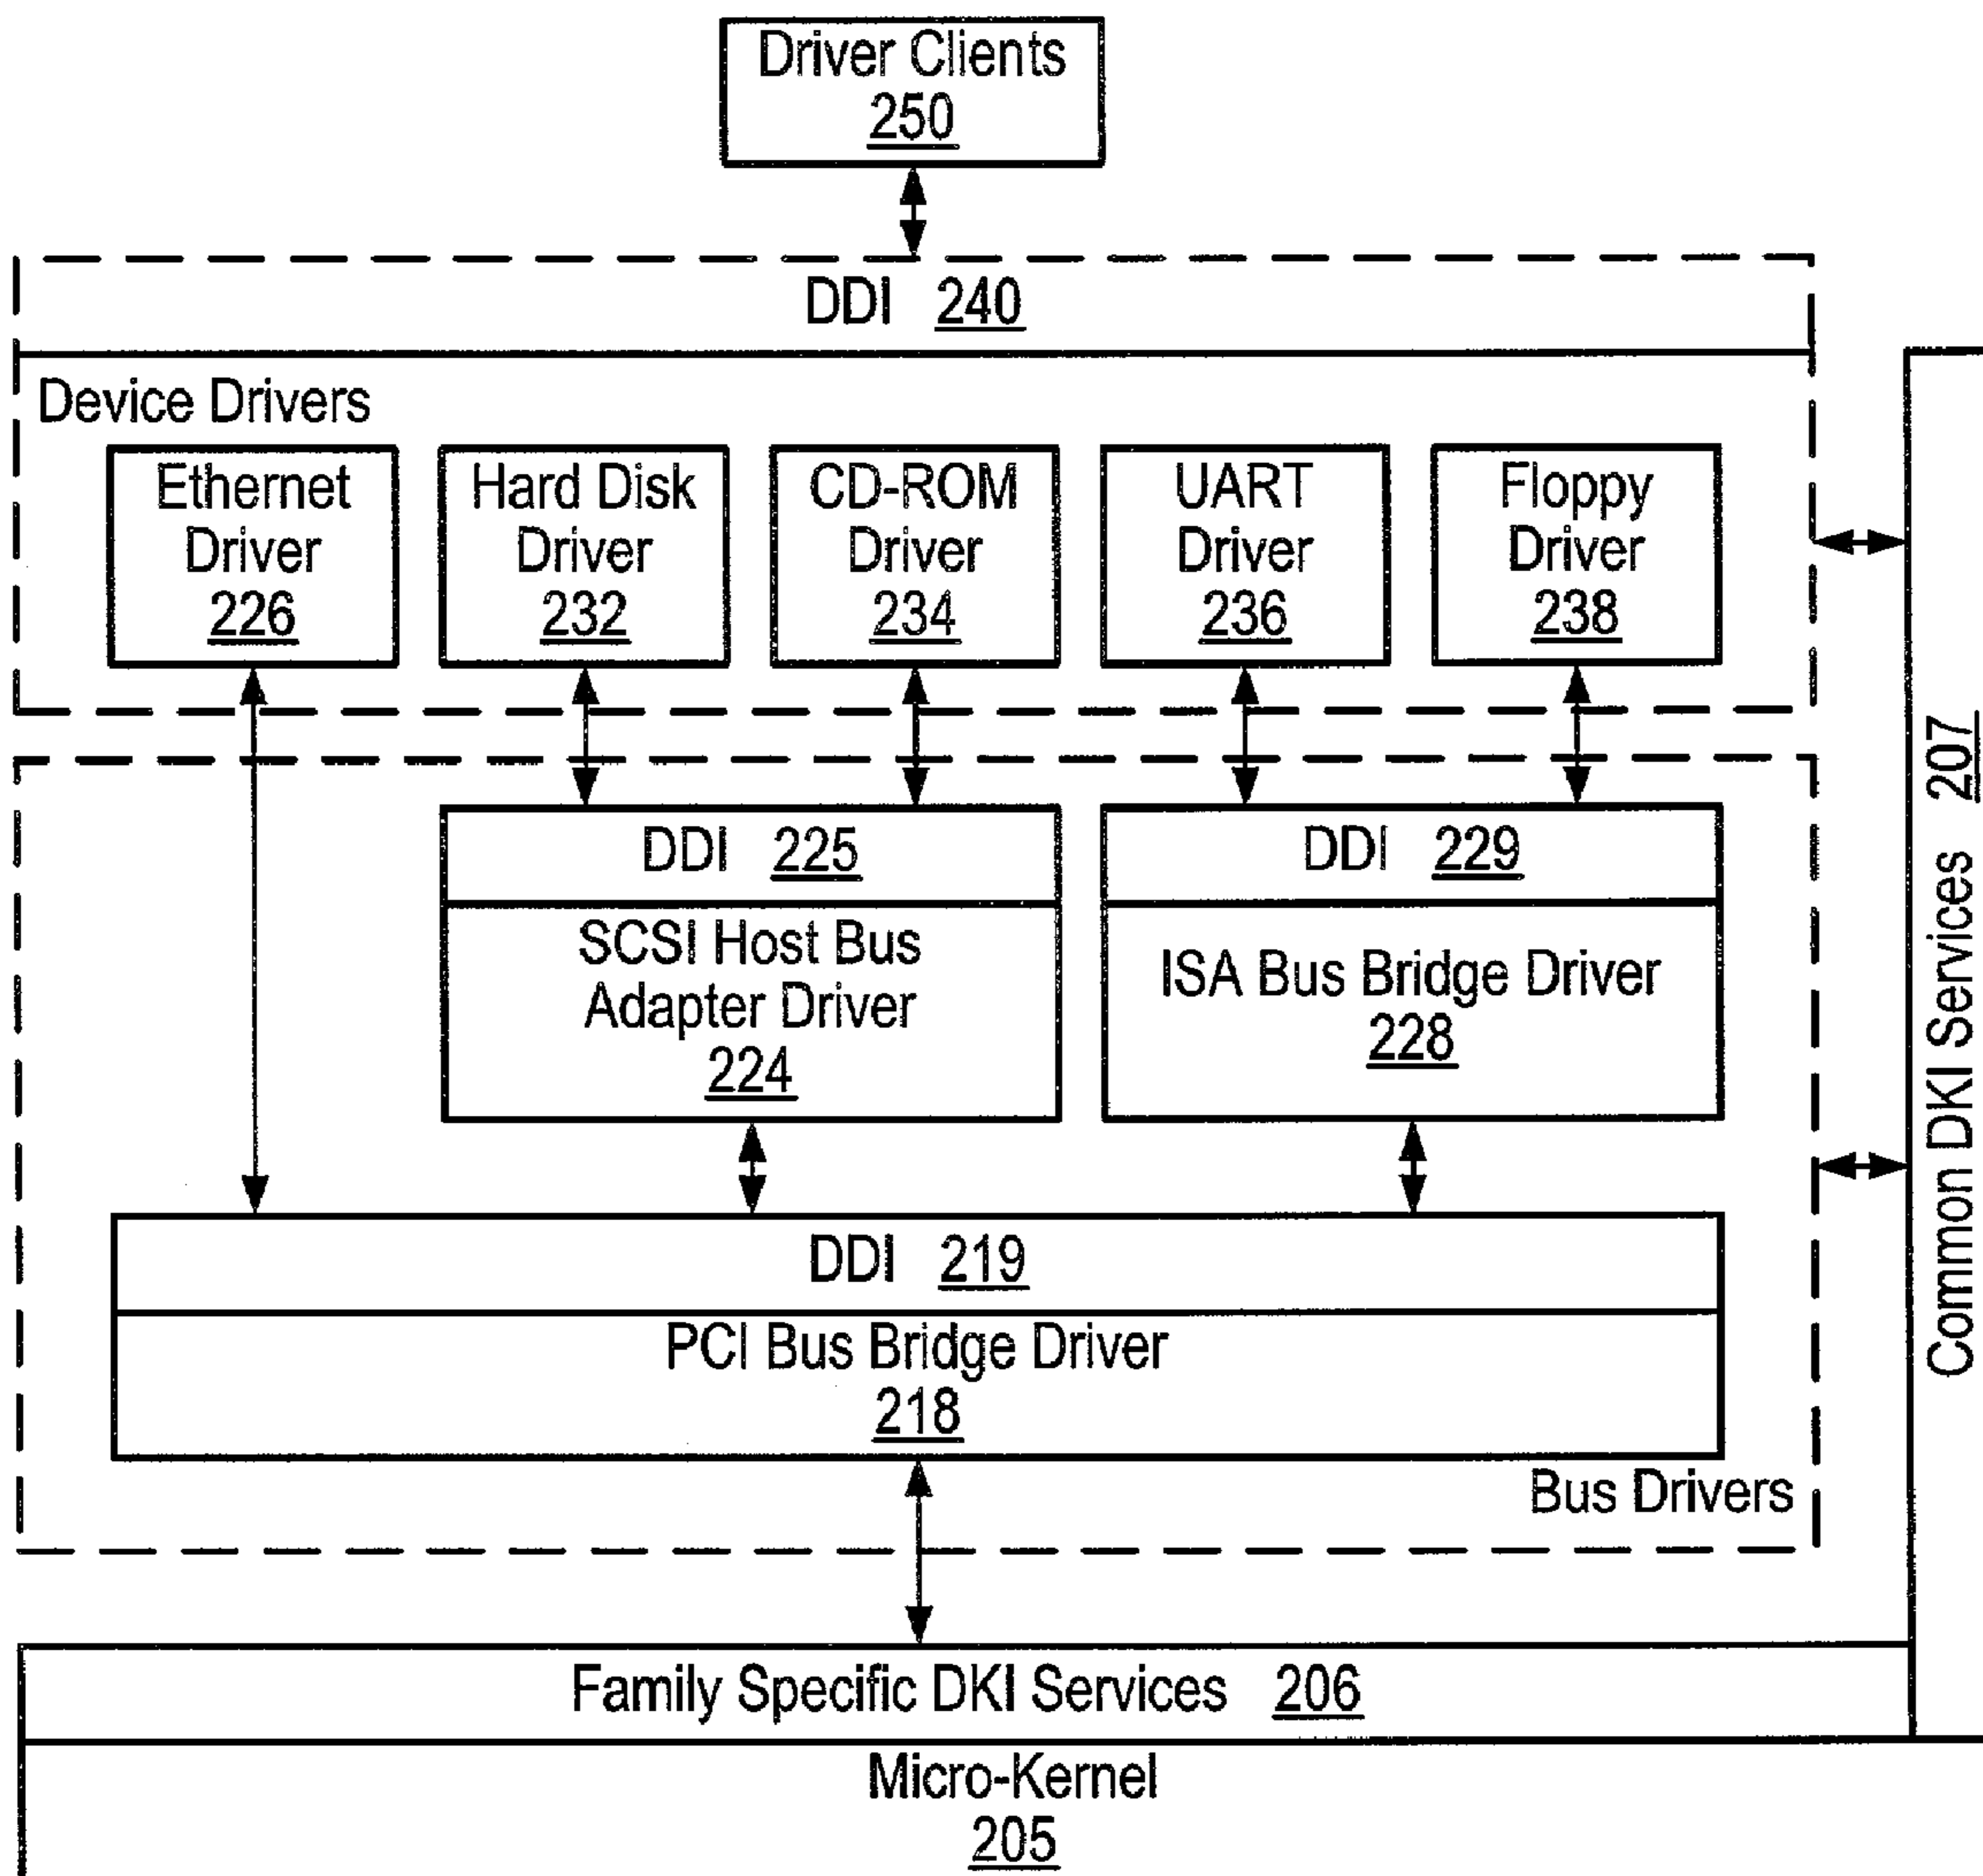 Driver Clients
250
DDI 240
Device Drivers
Ethernet
Driver
226
Hard Disk
Driver
232
CD-ROM
Driver
234
UART
Driver
236
Floppy
Driver
238
DDI 225
SCSI Host Bus
Adapter Driver
224
DDI 229
ISA Bus Bridge Driver
228
DDI 219
PCI Bus Bridge Driver
218
Bus Drivers
Common DKI Services 207
Family Specific DKI Services 206
Micro-Kernel
205